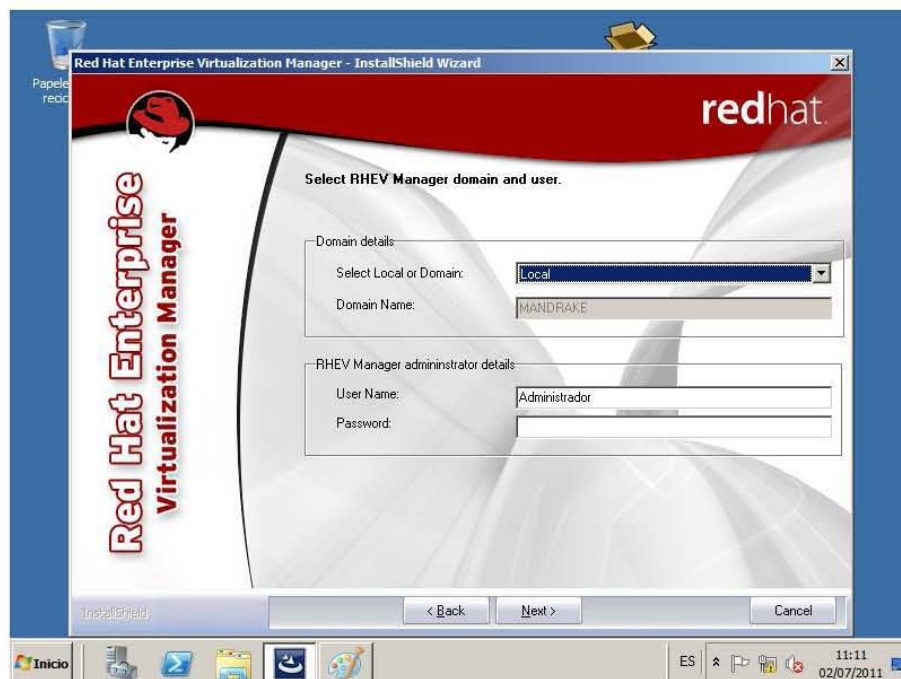 Papele
recic
Red Hat Enterprise Virtualization Manager - InstallShield Wizard
redhat.
Red Hat Enterprise
Virtualization Manager
Select RHEV Manager domain and user.
Domain details
Select Local or Domain:
Local
Domain Name:
MANDRAKE
RHEV Manager admininstrator details
User Name:
Administrador
Password:
InstallShield
< Back
Next >
Cancel
Inicio
ES
11:11
02/07/2011